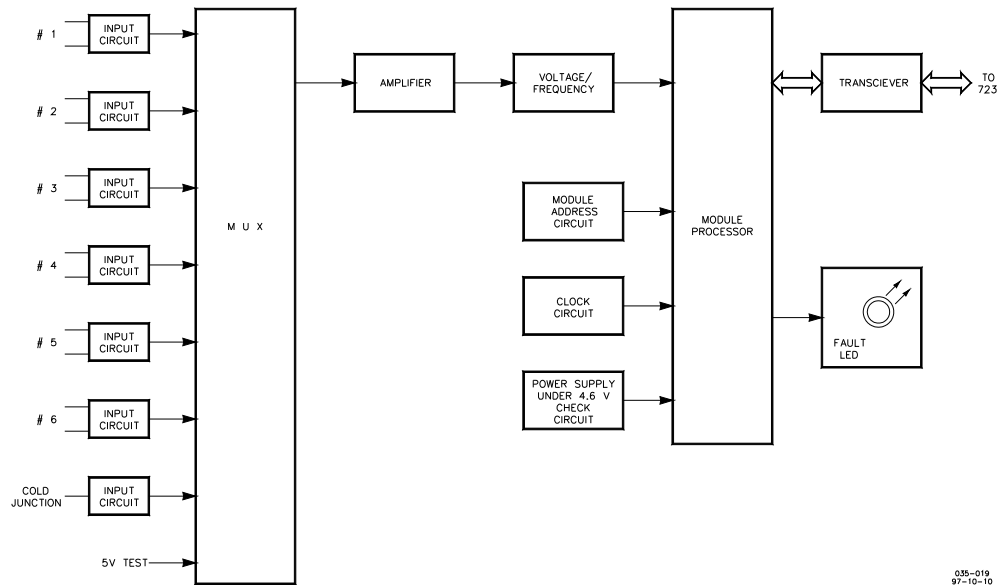 # 1
INPUT
CIRCUIT
# 2
INPUT
CIRCUIT
# 3
INPUT
CIRCUIT
# 4
INPUT
CIRCUIT
# 5
INPUT
CIRCUIT
# 6
INPUT
CIRCUIT
COLD
JUNCTION
INPUT
CIRCUIT
5V TEST
M U X
AMPLIFIER
VOLTAGE/
FREQUENCY
MODULE
ADDRESS
CIRCUIT
CLOCK
CIRCUIT
POWER SUPPLY
UNDER 4.6 V
CHECK
CIRCUIT
MODULE
PROCESSOR
TRANSCIEVER
TO
723
FAULT
LED
035-019
97-10-10